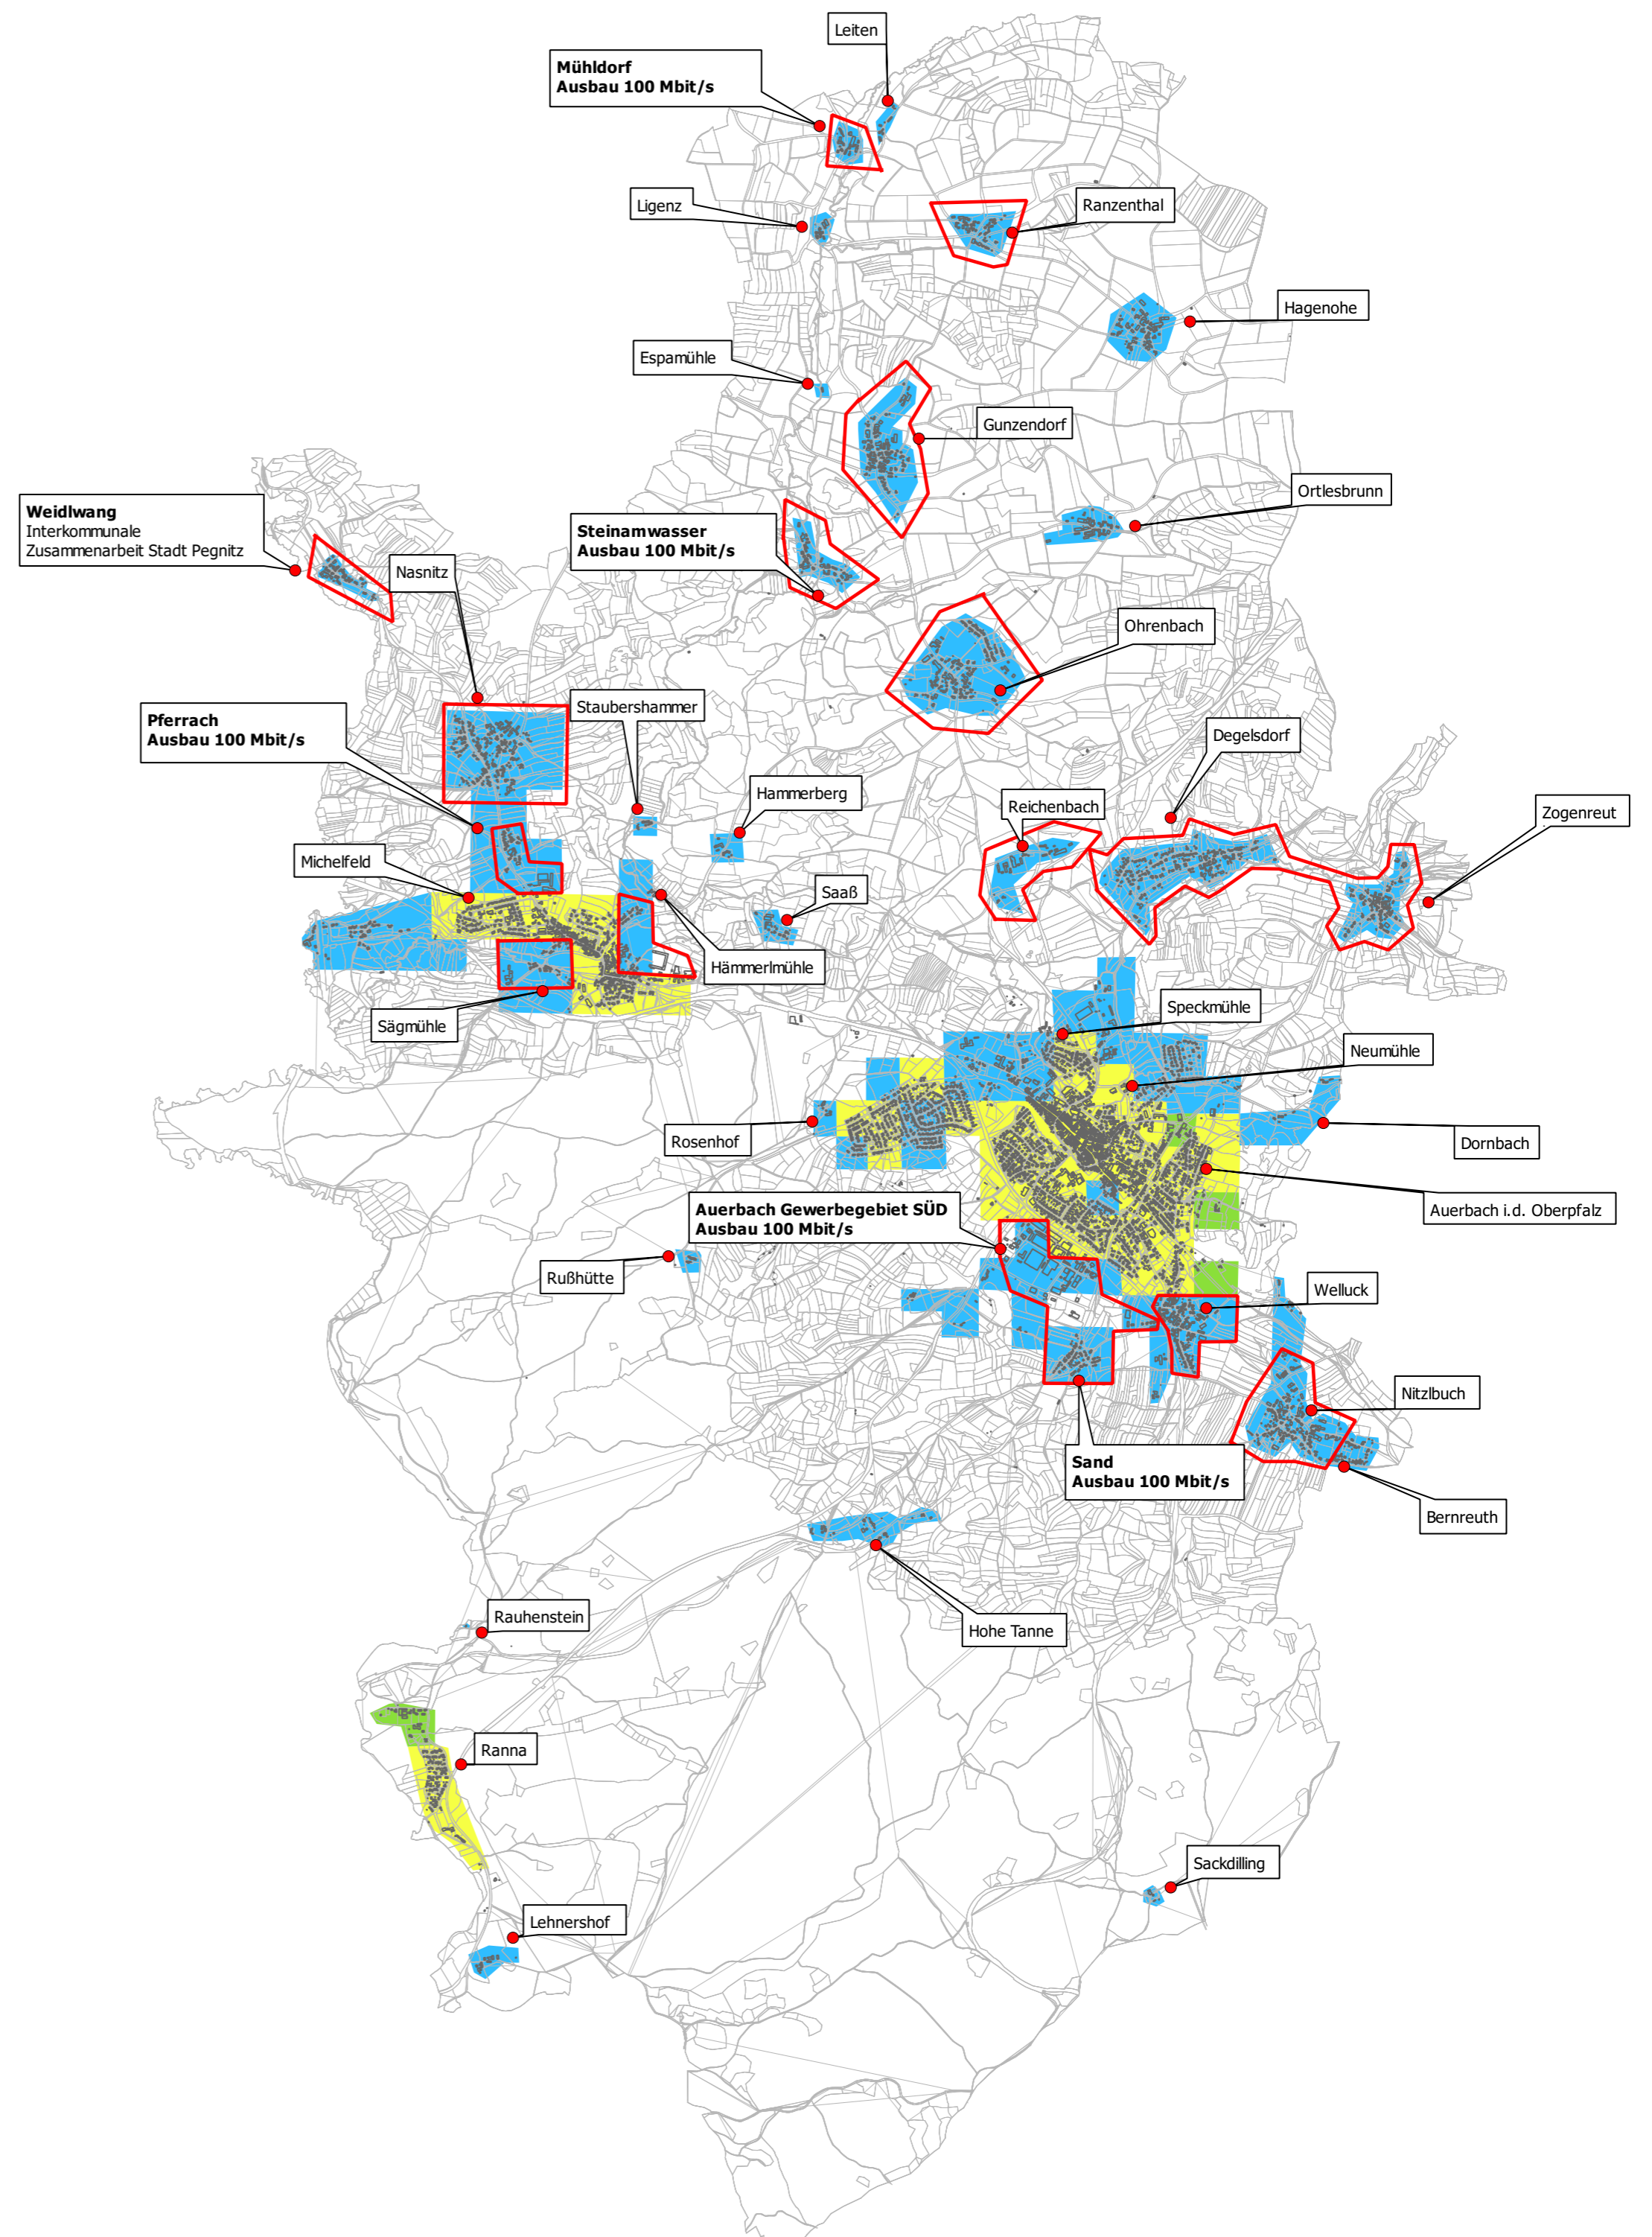 Leiten
Mühldorf
Ausbau 100 Mbit/s
Ligenz
Ranzenthal
Hagenohe
Espamühle
Gunzendorf
Ortlesbrunn
Weidlwang
Interkommunale
Zusammenarbeit Stadt Pegnitz
Steinamwasser
Ausbau 100 Mbit/s
Nasnitz
Ohrenbach
Staubershammer
Pferrach
Ausbau 100 Mbit/s
Degelsdorf
Hammerberg
Reichenbach
Zogenreut
Michelfeld
Saaß
Hämmerlmühle
Speckmühle
Sägmühle
Neumühle
Rosenhof
Dornbach
Auerbach Gewerbegebiet SÜD
Ausbau 100 Mbit/s
Auerbach i.d. Oberpfalz
Rußhütte
Welluck
Nitzlbuch
Sand
Ausbau 100 Mbit/s
Bernreuth
Rauhenstein
Hohe Tanne
Ranna
Sackdilling
Lehnershof